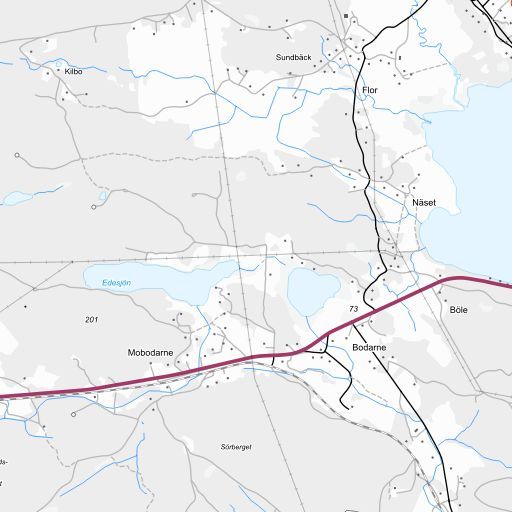 Sundbäck
Kilbo
Flor
Näset
Edesjön
201
73
Böle
Mobodarne
Bodarne
Sörberget